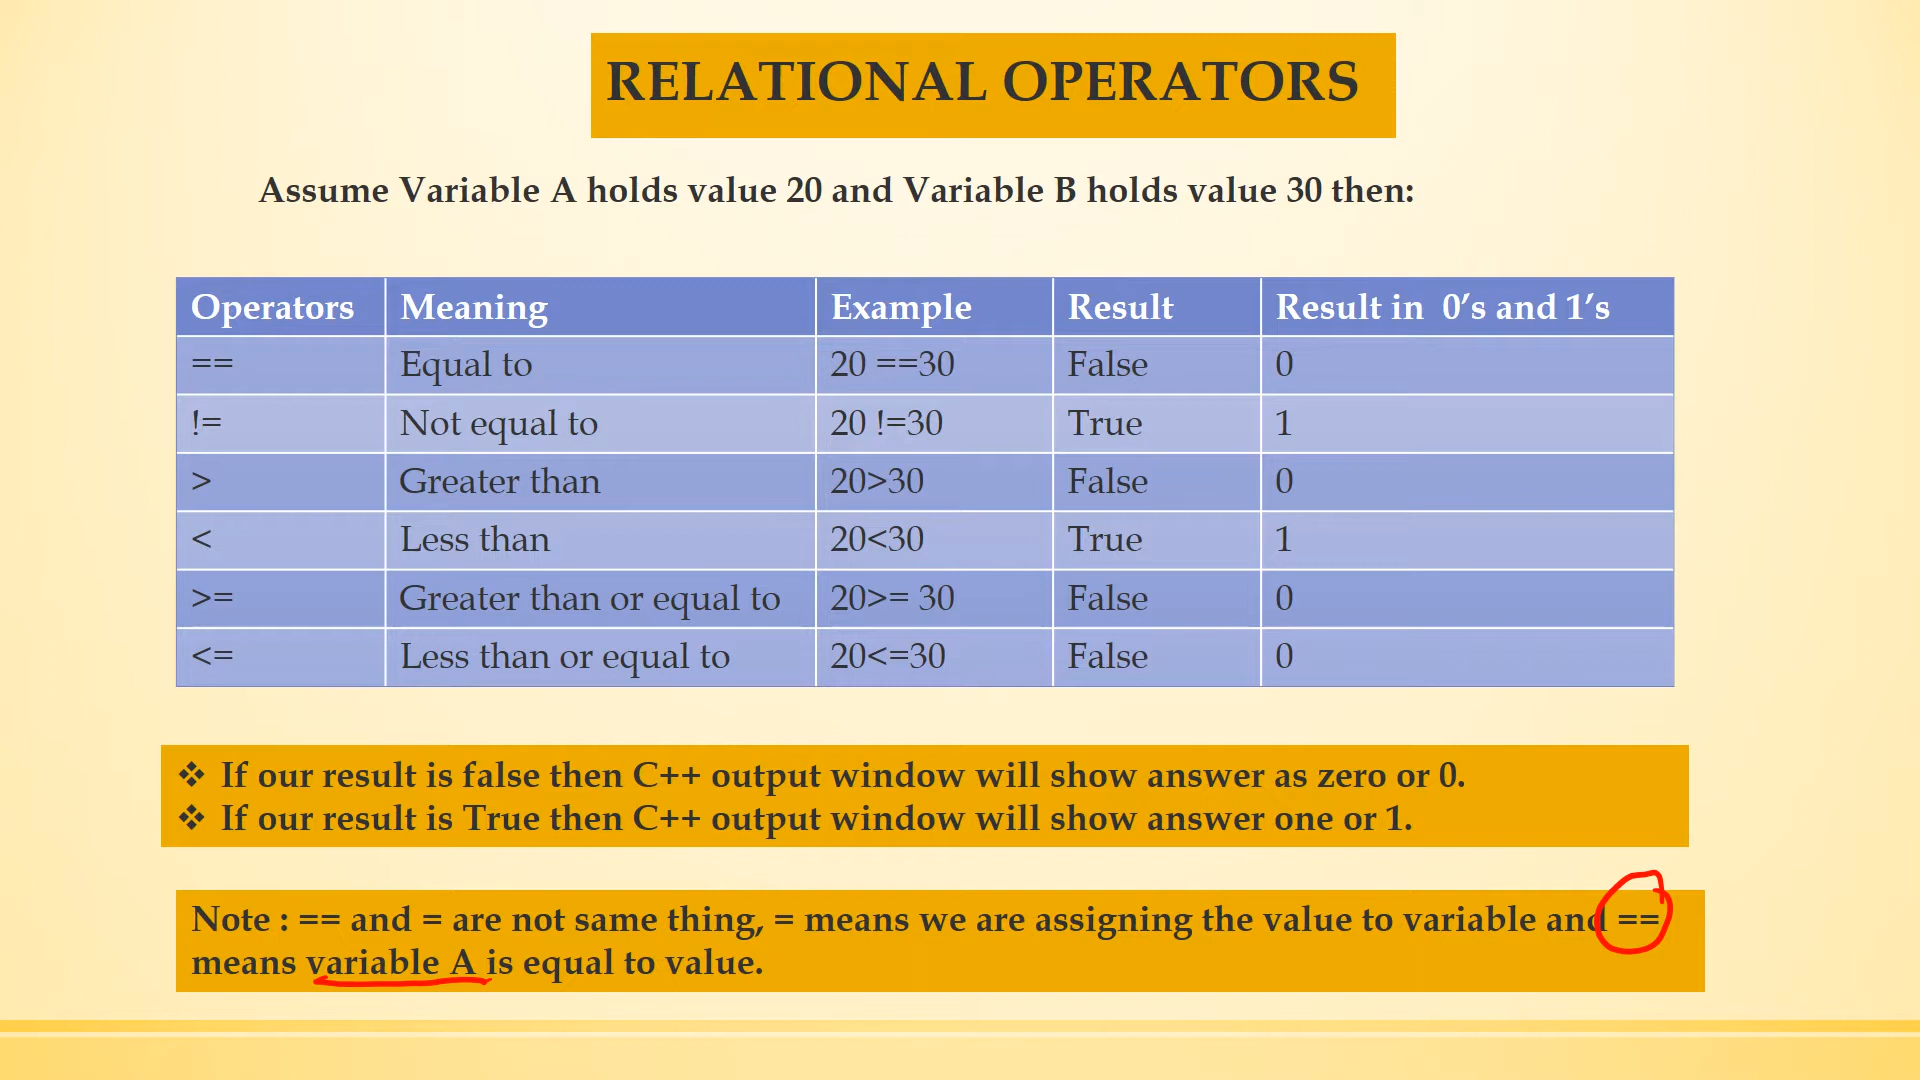 RELATIONAL OPERATORS
Assume Variable A holds value 20 and Variable B holds value 30 then:
Operators Meaning Example Result Result in 0’s and 1’s
== Equal to 20 ==30 False 0
!= Not equal to 20 !=30 True 1
> Greater than 20>30 False 0
< Less than 20<30 True 1
>= Greater than or equal to 20>= 30 False 0
<= Less than or equal to 20<=30 False 0
❖ If our result is false then C++ output window will show answer as zero or 0.
❖ If our result is True then C++ output window will show answer one or 1.
Note : == and = are not same thing, = means we are assigning the value to variable and ==
means variable A is equal to value.